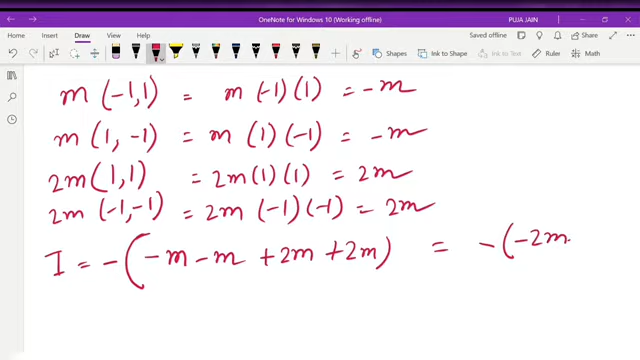 OneNote for Windows 10 (Working offline)
PUJA JAIN
Home Insert Draw View Help
Saved offline Share
Shapes Ink to Shape Ink to Text Math Ruler
m (-1,1) = m (-1) (1) = -m
m (1, -1) = m (1) (-1) = -m
2m (1,1) = 2m (1) (1) = 2m
2m (-1,-1) = 2m (-1) (-1) = 2m
I = - ( -m - m + 2m + 2m ) = - ( -2m